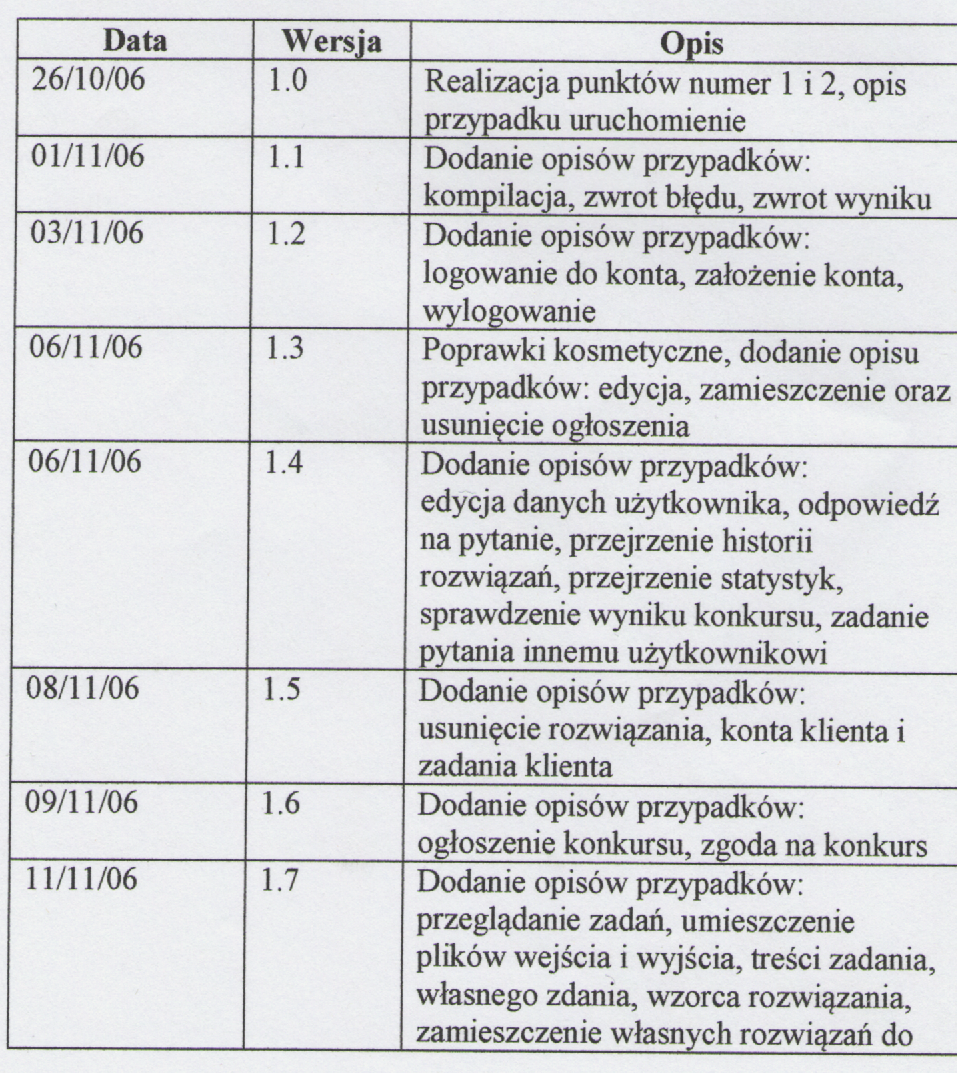 Data Wersja Opis
26/10/06 1.0 Realizacja punktów numer 1 i 2, opis
przypadku uruchomienie
01/11/06 1.1 Dodanie opisów przypadków:
kompilacja, zwrot błędu, zwrot wyniku
03/11/06 1.2 Dodanie opisów przypadków:
logowanie do konta, założenie konta,
wylogowanie
06/11/06 1.3 Poprawki kosmetyczne, dodanie opisu
przypadków: edycja, zamieszczenie oraz
usunięcie ogłoszenia
06/11/06 1.4 Dodanie opisów przypadków:
edycja danych użytkownika, odpowiedź
na pytanie, przejrzenie historii
rozwiązań, przejrzenie statystyk,
sprawdzenie wyniku konkursu, zadanie
pytania innemu użytkownikowi
08/11/06 1.5 Dodanie opisów przypadków:
usunięcie rozwiązania, konta klienta i
zadania klienta
09/11/06 1.6 Dodanie opisów przypadków:
ogłoszenie konkursu, zgoda na konkurs
11/11/06 1.7 Dodanie opisów przypadków:
przeglądanie zadań, umieszczenie
plików wejścia i wyjścia, treści zadania,
własnego zdania, wzorca rozwiązania,
zamieszczenie własnych rozwiązań do